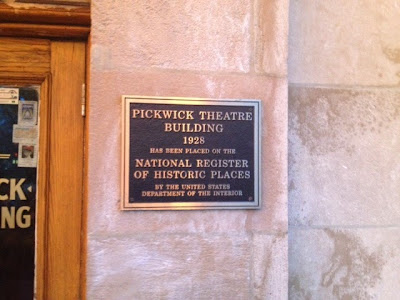 PICKWICK THEATRE
BUILDING
1928
HAS BEEN PLACED ON THE
NATIONAL REGISTER
OF HISTORIC PLACES
BY THE UNITED STATES
DEPARTMENT OF THE INTERIOR
CK
NG